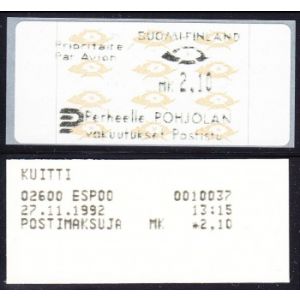 SUOMI-FINLAND
Prioritaire
Par Avion
MK 2.10
Perheelle POHJOLAN
vakuutukset Postista
KUITTI
02600 ESPOO 0010037
27.11.1992 13:15
POSTIMAKSUJA MK *2,10